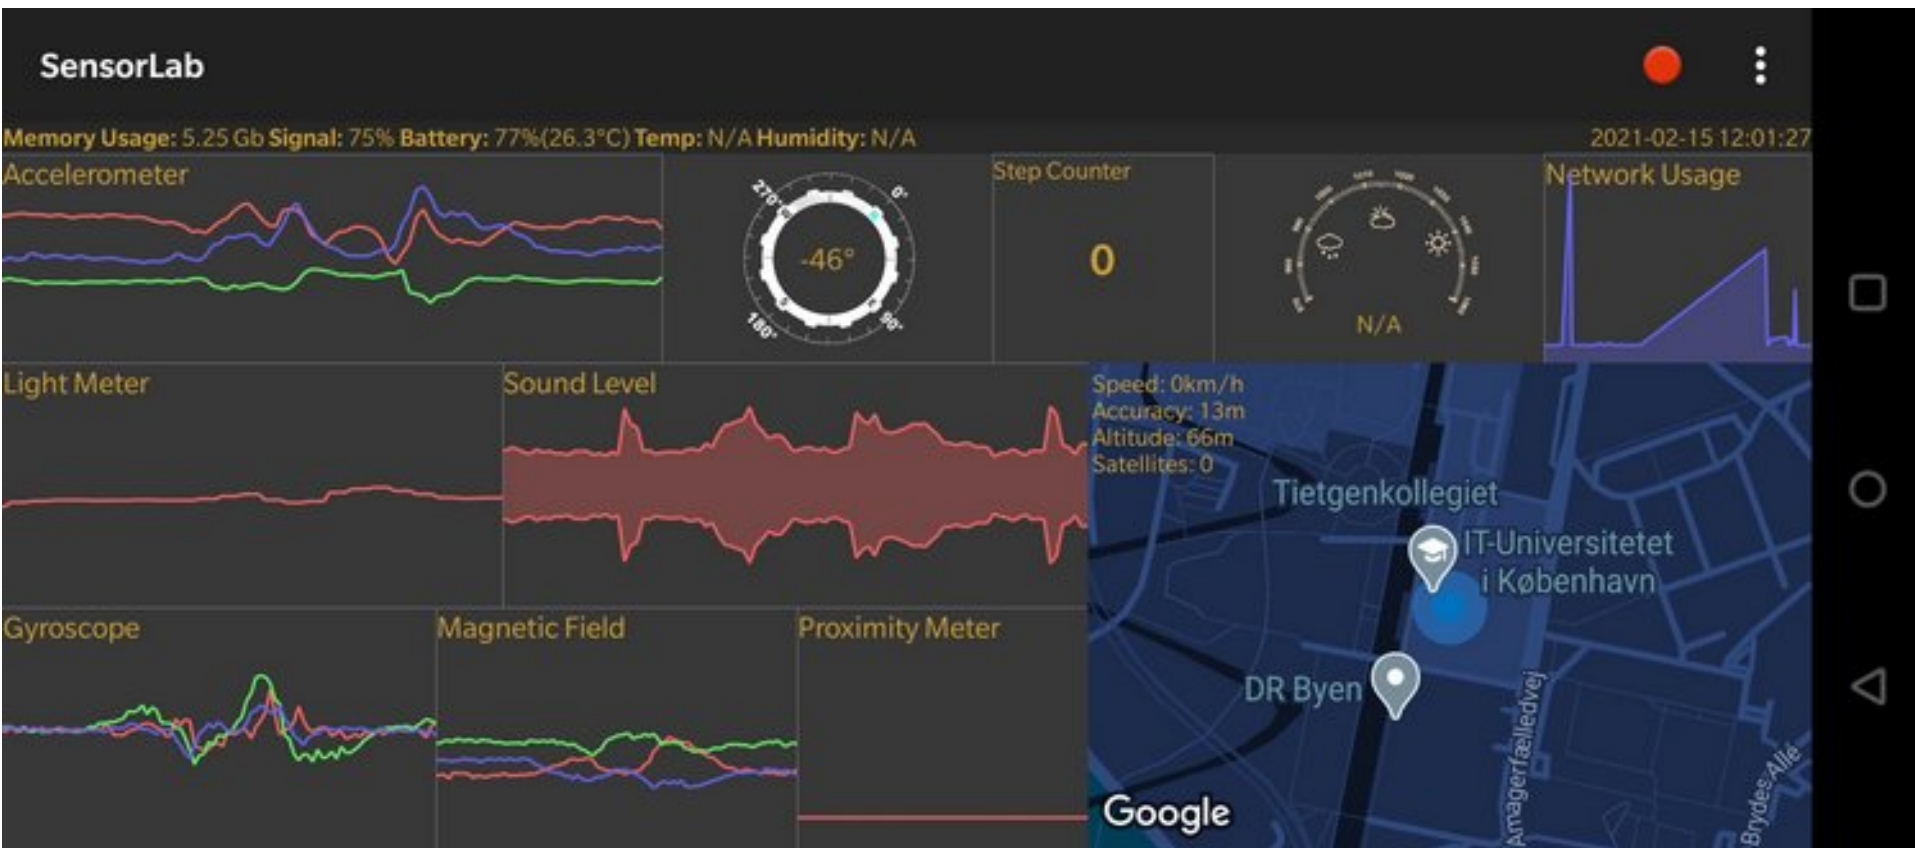 SensorLab
Memory Usage: 5.25 Gb Signal: 75% Battery: 77%(26.3°C) Temp: N/A Humidity: N/A
2021-02-15 12:01:27
Accelerometer
270°
0°
-46°
180°
90°
Step Counter
0
N/A
Network Usage
Light Meter
Sound Level
Speed: 0km/h
Accuracy: 13m
Altitude: 66m
Satellites: 0
Tietgenkollegiet
IT-Universitetet
i København
DR Byen
Amagerfælledvej
Brydes Allé
Google
Gyroscope
Magnetic Field
Proximity Meter